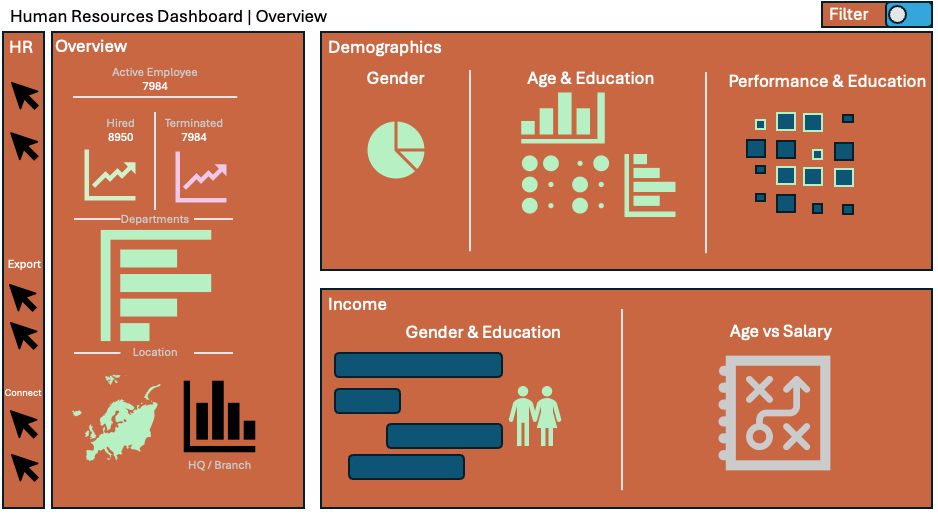 Human Resources Dashboard | Overview
Filter
HR
Export
Connect
Overview
Active Employee
7984
Hired
8950
Terminated
7984
Departments
Location
HQ / Branch
Demographics
Gender
Age & Education
Performance & Education
Income
Gender & Education
Age vs Salary